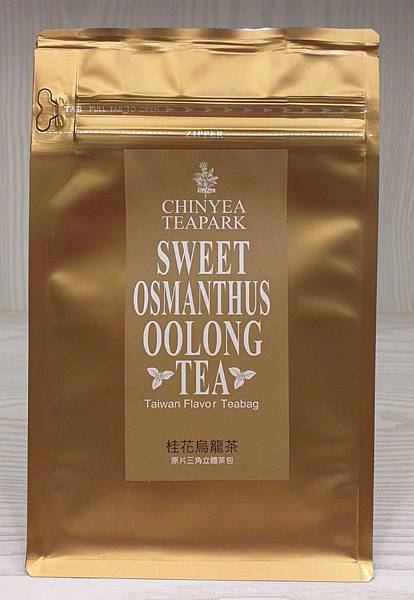 TAB PULL TAB TO OPEN
ZIPPER
CHINYEA
TEAPARK
SWEET
OSMANTHUS
OOLONG
TEA
Taiwan Flavor Teabag
桂花烏龍茶
原片三角立體茶包